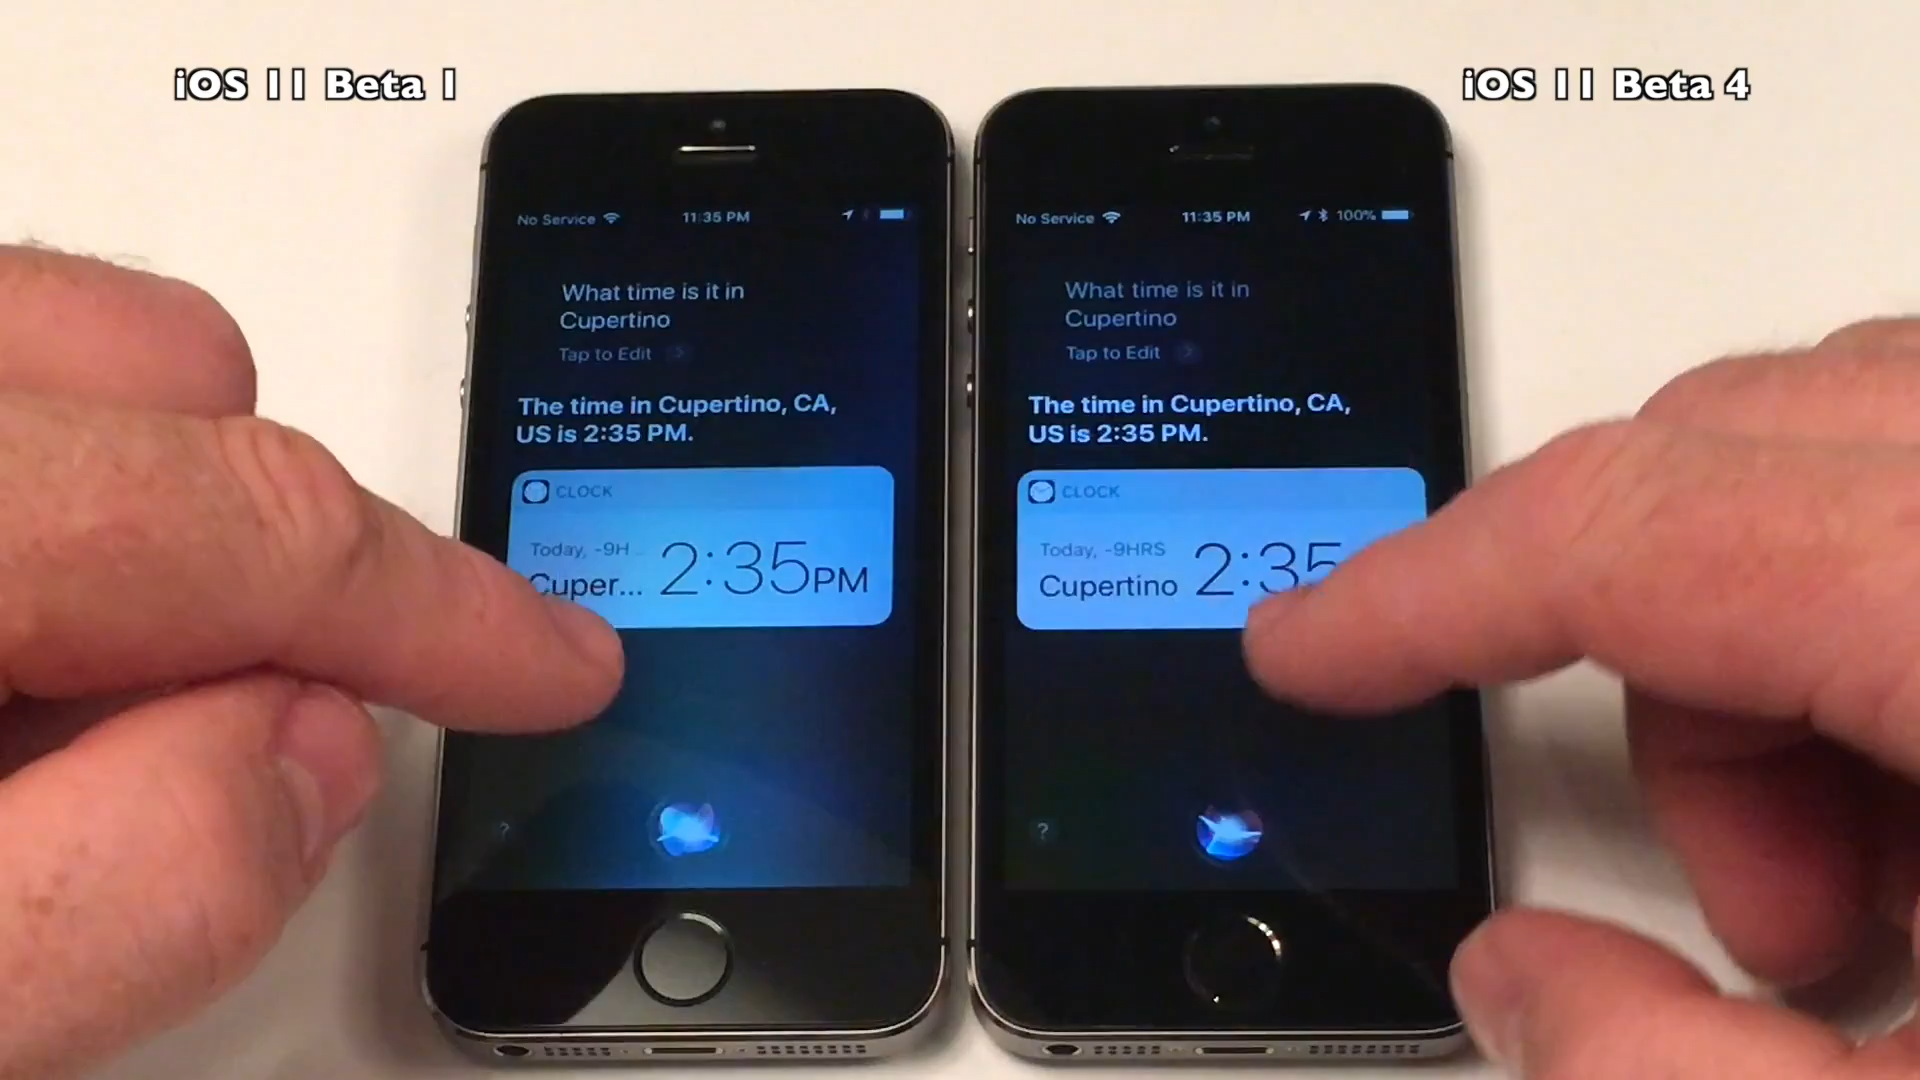 iOS 11 Beta 1
iOS 11 Beta 4
No Service
11:35 PM
What time is it in
Cupertino
Tap to Edit
The time in Cupertino, CA,
US is 2:35 PM.
CLOCK
Today, -9H
Cuper...
2:35PM
?
No Service
11:35 PM
100%
What time is it in
Cupertino
Tap to Edit
The time in Cupertino, CA,
US is 2:35 PM.
CLOCK
Today, -9HRS
Cupertino
2:35
?